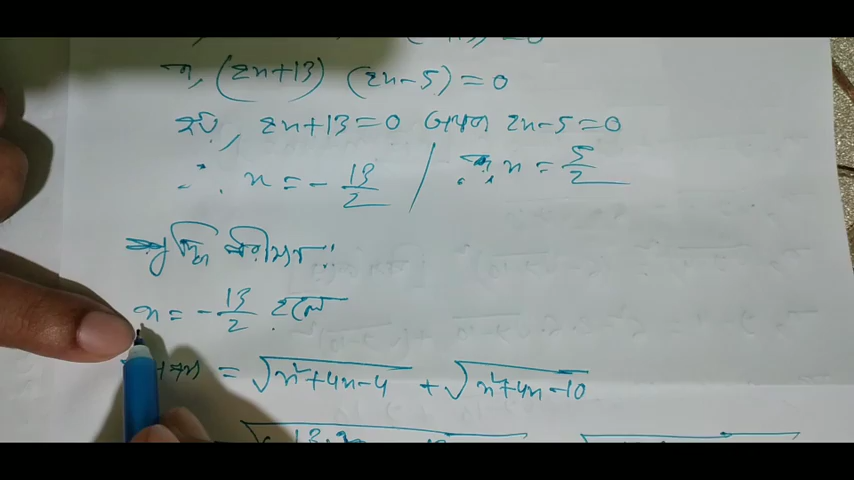 বা, (2x+13) (2x-5) = 0
হয়, 2x+13=0 অথবা 2x-5=0
∴ x = -13/2 / ∴ x = 5/2
শুদ্ধি পরীক্ষা:
x = -13/2 হলে
= √(x²+4x-4) + √(x²+4x-10)